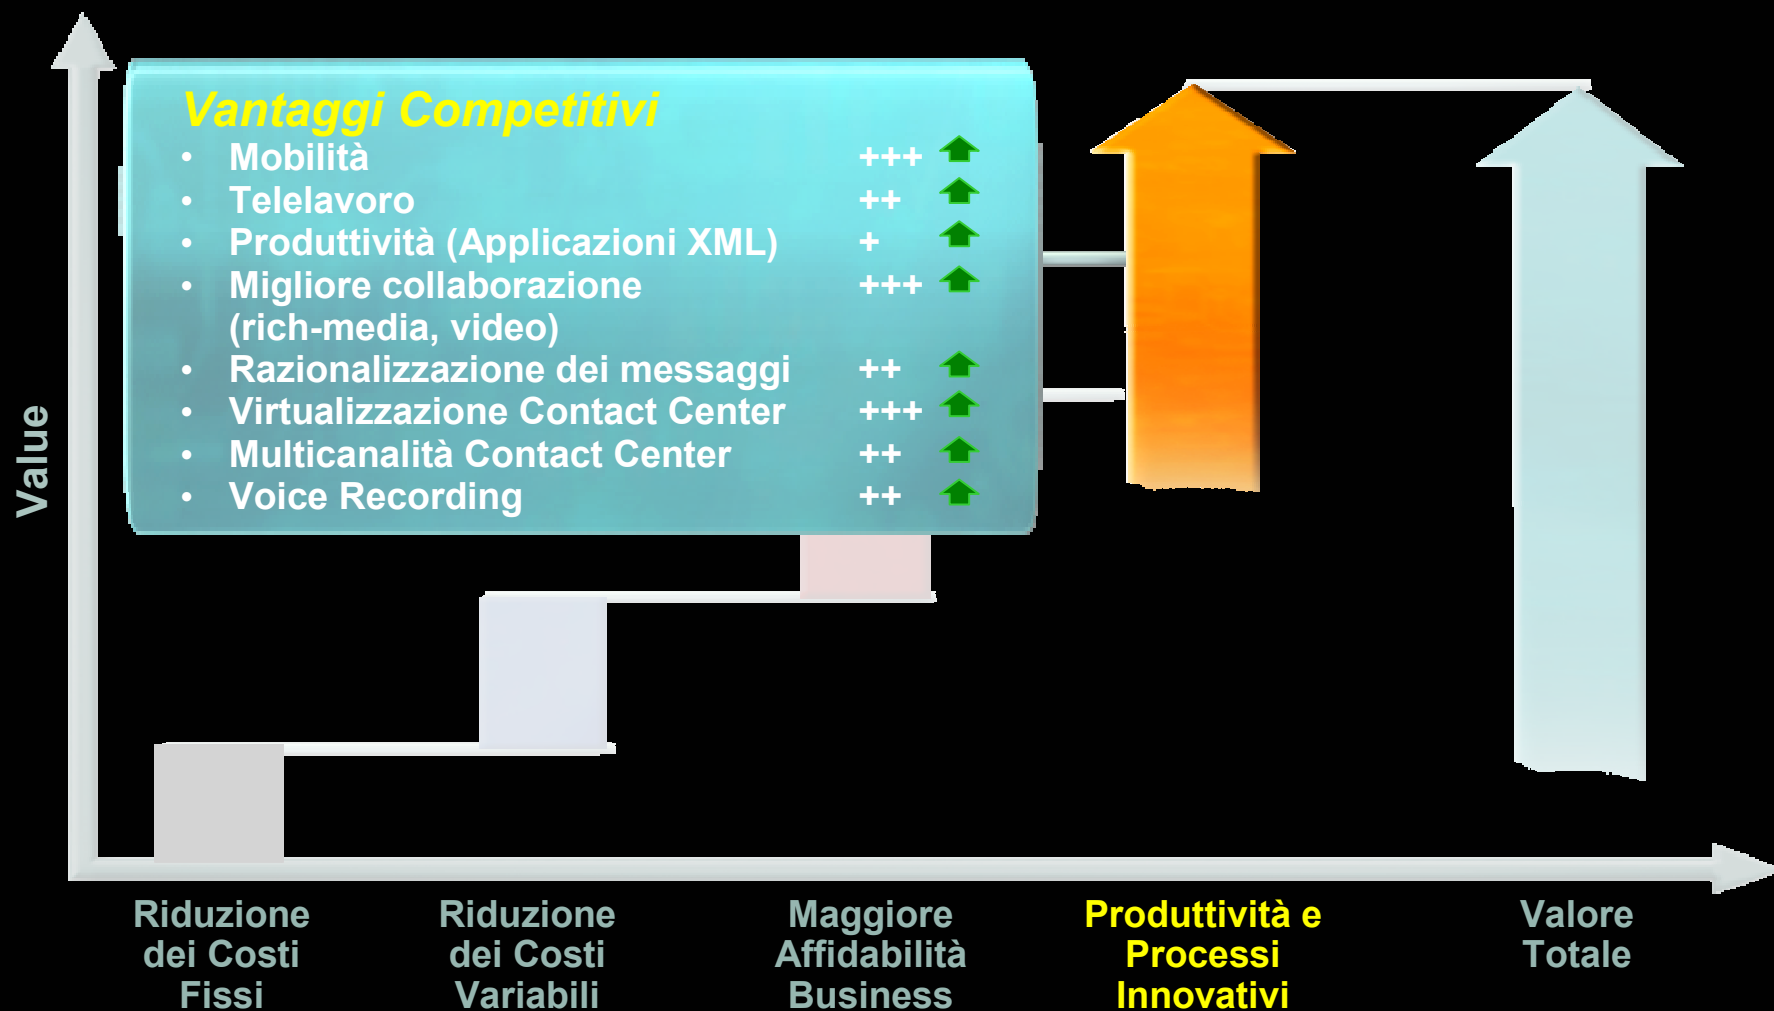 Vantaggi Competitivi
• Mobilità +++
• Telelavoro ++
• Produttività (Applicazioni XML) +
• Migliore collaborazione +++
(rich-media, video)
• Razionalizzazione dei messaggi ++
• Virtualizzazione Contact Center +++
• Multicanalità Contact Center ++
• Voice Recording ++
Value
Riduzione
dei Costi
Fissi
Riduzione
dei Costi
Variabili
Maggiore
Affidabilità
Business
Produttività e
Processi
Innovativi
Valore
Totale